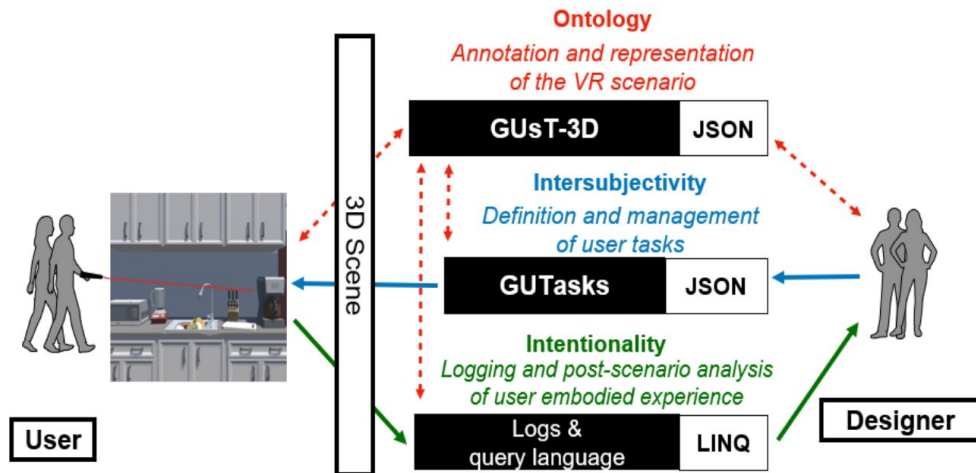 Ontology
Annotation and representation
of the VR scenario
GUsT-3D
JSON
Intersubjectivity
Definition and management
of user tasks
3D Scene
GUTasks
JSON
Intentionality
Logging and post-scenario analysis
of user embodied experience
User
Logs &
query language
LINQ
Designer